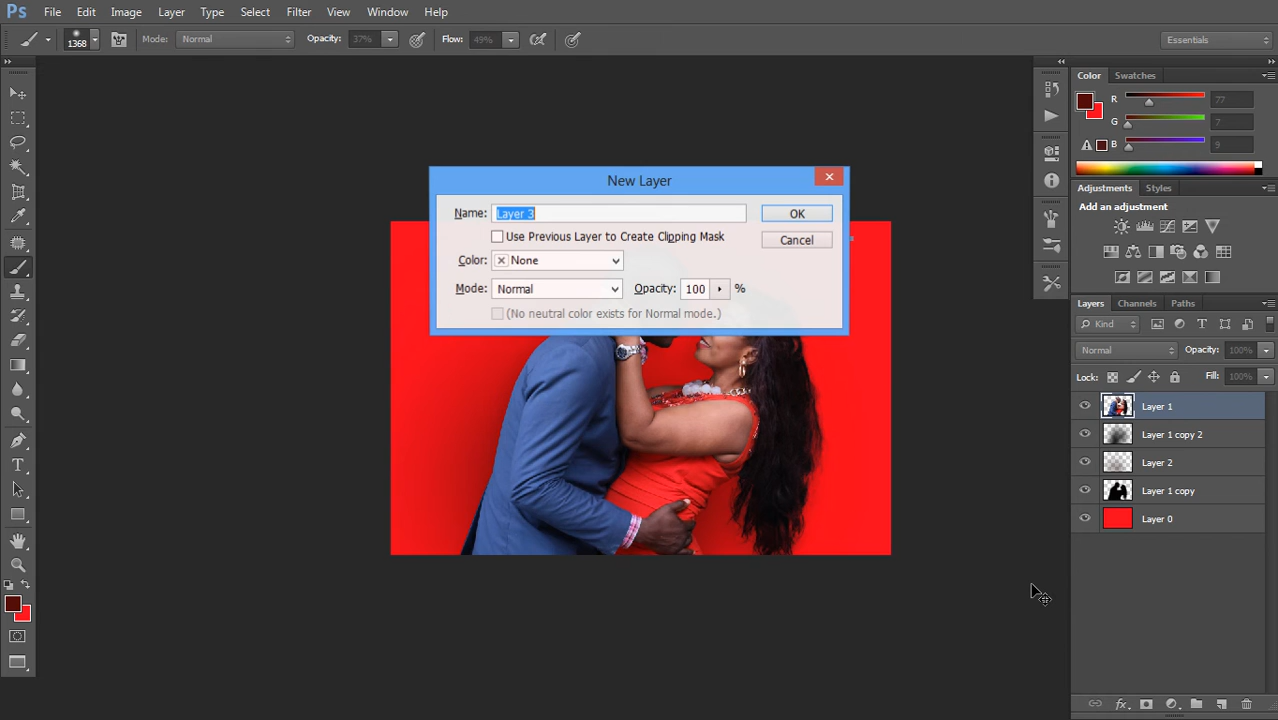 Ps File Edit Image Layer Type Select Filter View Window Help
1368 Mode: Normal Opacity: 37% Flow: 49% Essentials
New Layer
Name: Layer 3 OK
Use Previous Layer to Create Clipping Mask Cancel
Color: None
Mode: Normal Opacity: 100 %
(No neutral color exists for Normal mode.)
Color Swatches
R 77
G 7
B 9
Adjustments Styles
Add an adjustment
Layers Channels Paths
Kind
Normal Opacity: 100%
Lock: Fill: 100%
Layer 1
Layer 1 copy 2
Layer 2
Layer 1 copy
Layer 0